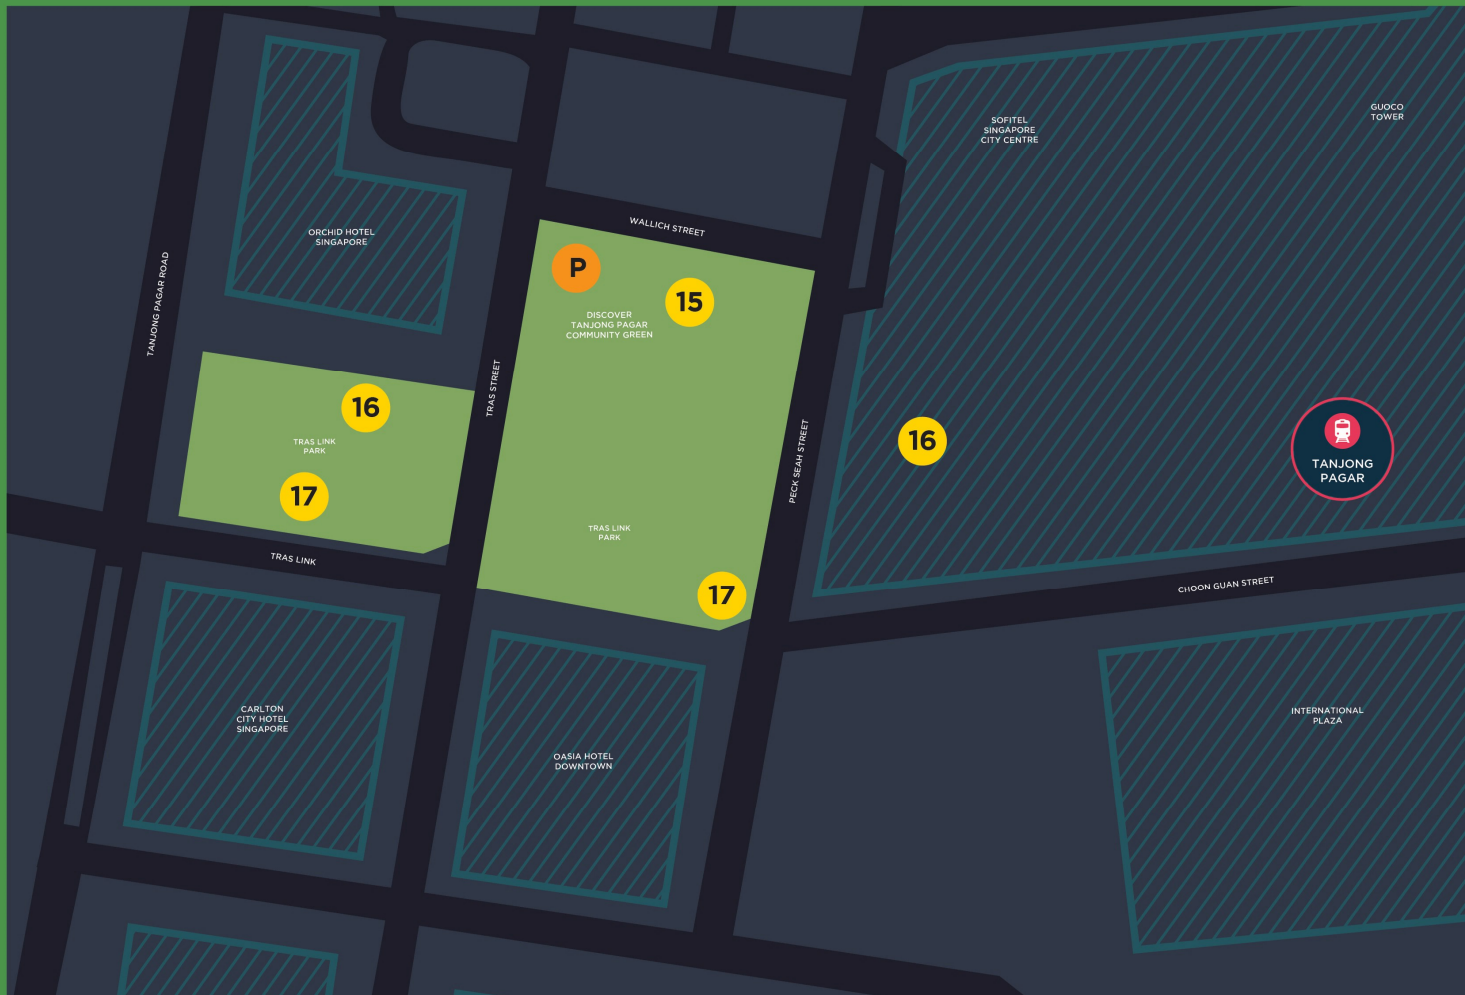 GUOCO
TOWER
SOFITEL
SINGAPORE
CITY CENTRE
WALLICH STREET
ORCHID HOTEL
SINGAPORE
P
15
DISCOVER
TANJONG PAGAR
COMMUNITY GREEN
TANJONG PAGAR ROAD
TRAS STREET
16
TRAS LINK
PARK
17
PECK SEAH STREET
16
TANJONG
PAGAR
TRAS LINK
PARK
17
TRAS LINK
CHOON GUAN STREET
CARLTON
CITY HOTEL
SINGAPORE
OASIA HOTEL
DOWNTOWN
INTERNATIONAL
PLAZA